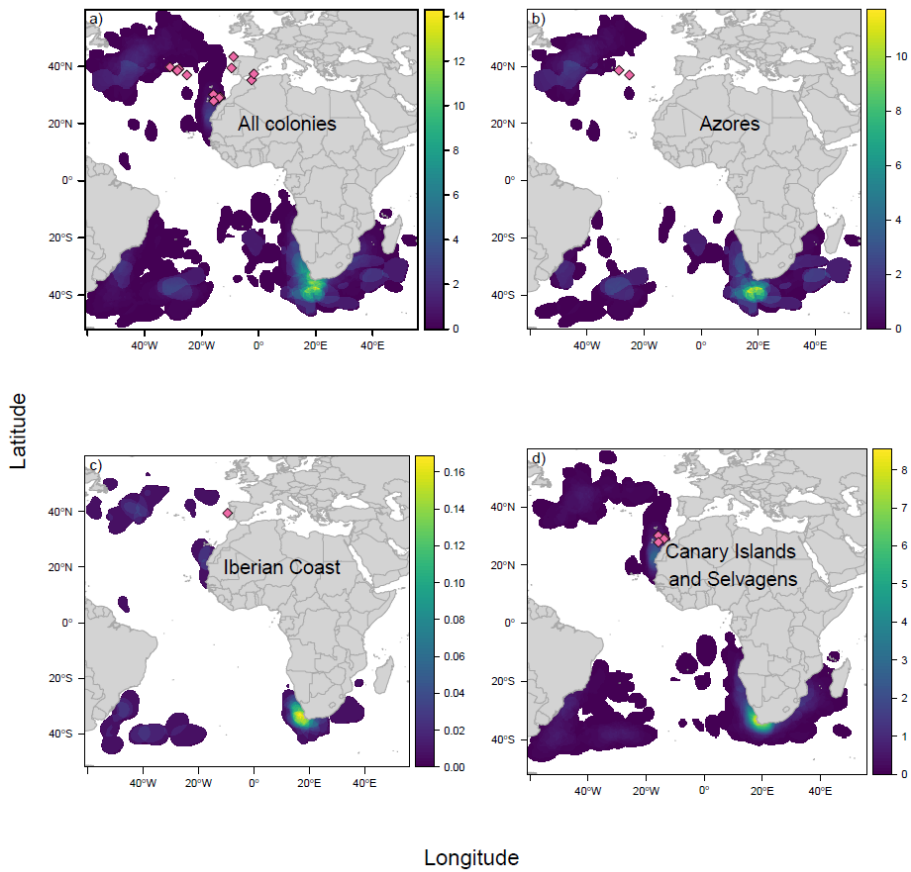 a)
All colonies
40°N
20°N
0°
20°S
40°S
40°W
20°W
0°
20°E
40°E
14
12
10
8
6
4
2
0
b)
Azores
40°N
20°N
0°
20°S
40°S
40°W
20°W
0°
20°E
40°E
10
8
6
4
2
0
Latitude
c)
Iberian Coast
40°N
20°N
0°
20°S
40°S
40°W
20°W
0°
20°E
40°E
0.16
0.14
0.12
0.10
0.08
0.06
0.04
0.02
0.00
d)
Canary Islands
and Selvagens
40°N
20°N
0°
20°S
40°S
40°W
20°W
0°
20°E
40°E
8
7
6
5
4
3
2
1
0
Longitude